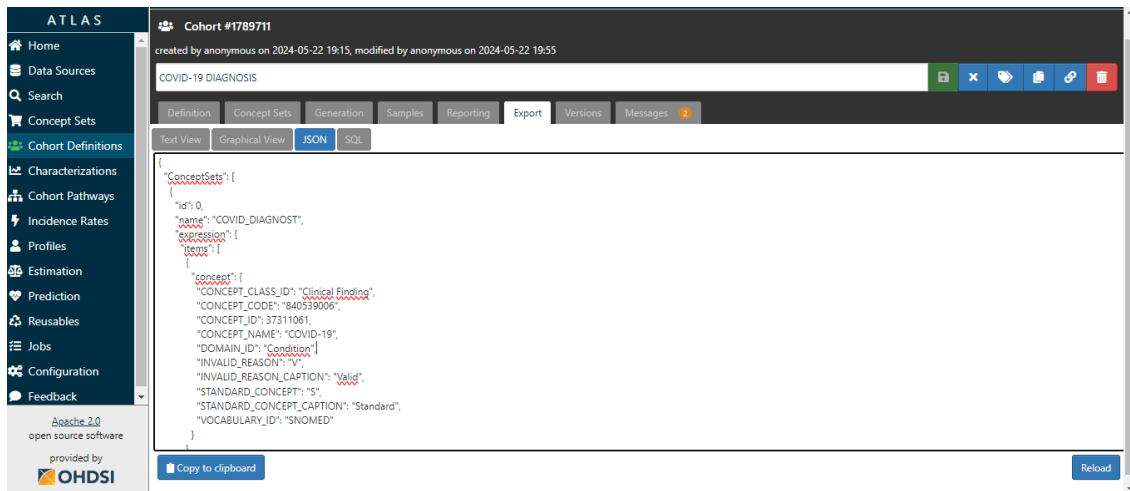 ATLAS
Home
Data Sources
Search
Concept Sets
Cohort Definitions
Characterizations
Cohort Pathways
Incidence Rates
Profiles
Estimation
Prediction
Reusables
Jobs
Configuration
Feedback
Apache 2.0
open source software
provided by
OHDSI
Cohort #1789711
created by anonymous on 2024-05-22 19:15, modified by anonymous on 2024-05-22 19:55
COVID-19 DIAGNOSIS
Definition Concept Sets Generation Samples Reporting Export Versions Messages 2
Text View Graphical View JSON SQL
{
"ConceptSets": [
{
"id": 0,
"name": "COVID_DIAGNOST",
"expression": {
"items": [
{
"concept": {
"CONCEPT_CLASS_ID": "Clinical Finding",
"CONCEPT_CODE": "840539006",
"CONCEPT_ID": 37311061,
"CONCEPT_NAME": "COVID-19",
"DOMAIN_ID": "Condition",
"INVALID_REASON": "V",
"INVALID_REASON_CAPTION": "Valid",
"STANDARD_CONCEPT": "S",
"STANDARD_CONCEPT_CAPTION": "Standard",
"VOCABULARY_ID": "SNOMED"
}
Copy to clipboard
Reload